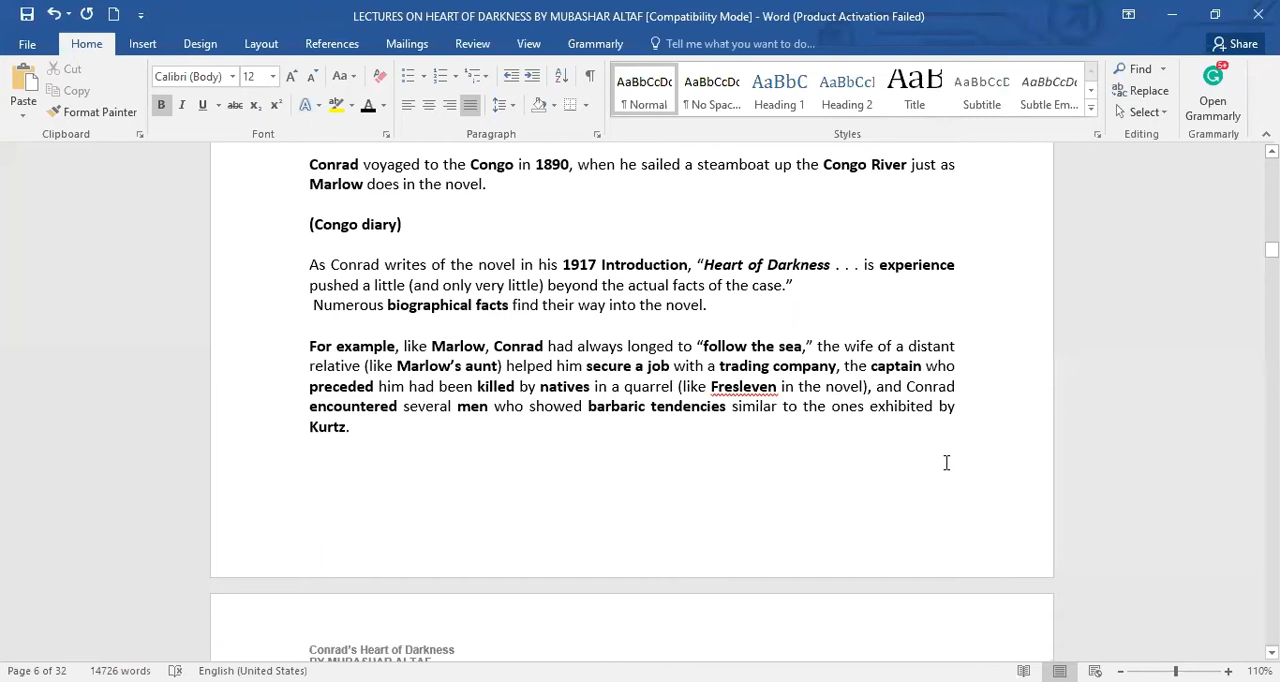 LECTURES ON HEART OF DARKNESS BY MUBASHAR ALTAF [Compatibility Mode] - Word (Product Activation Failed)
File Home Insert Design Layout References Mailings Review View Grammarly Tell me what you want to do... Share
Cut
Copy
Format Painter
Paste
Clipboard
Calibri (Body) 12
Font
Paragraph
AaBbCcDc AaBbCcDc AaBbC AaBbCcI AaB AaBbCcD AaBbCcDc
¶ Normal ¶ No Spac... Heading 1 Heading 2 Title Subtitle Subtle Em...
Styles
Find
Replace
Select
Editing
Open
Grammarly
Grammarly
Conrad voyaged to the Congo in 1890, when he sailed a steamboat up the Congo River just as
Marlow does in the novel.
(Congo diary)
As Conrad writes of the novel in his 1917 Introduction, “Heart of Darkness . . . is experience
pushed a little (and only very little) beyond the actual facts of the case.”
Numerous biographical facts find their way into the novel.
For example, like Marlow, Conrad had always longed to “follow the sea,” the wife of a distant
relative (like Marlow’s aunt) helped him secure a job with a trading company, the captain who
preceded him had been killed by natives in a quarrel (like Fresleven in the novel), and Conrad
encountered several men who showed barbaric tendencies similar to the ones exhibited by
Kurtz.
Conrad’s Heart of Darkness
BY MUBASHAR ALTAF
Page 6 of 32 14726 words English (United States) 110%